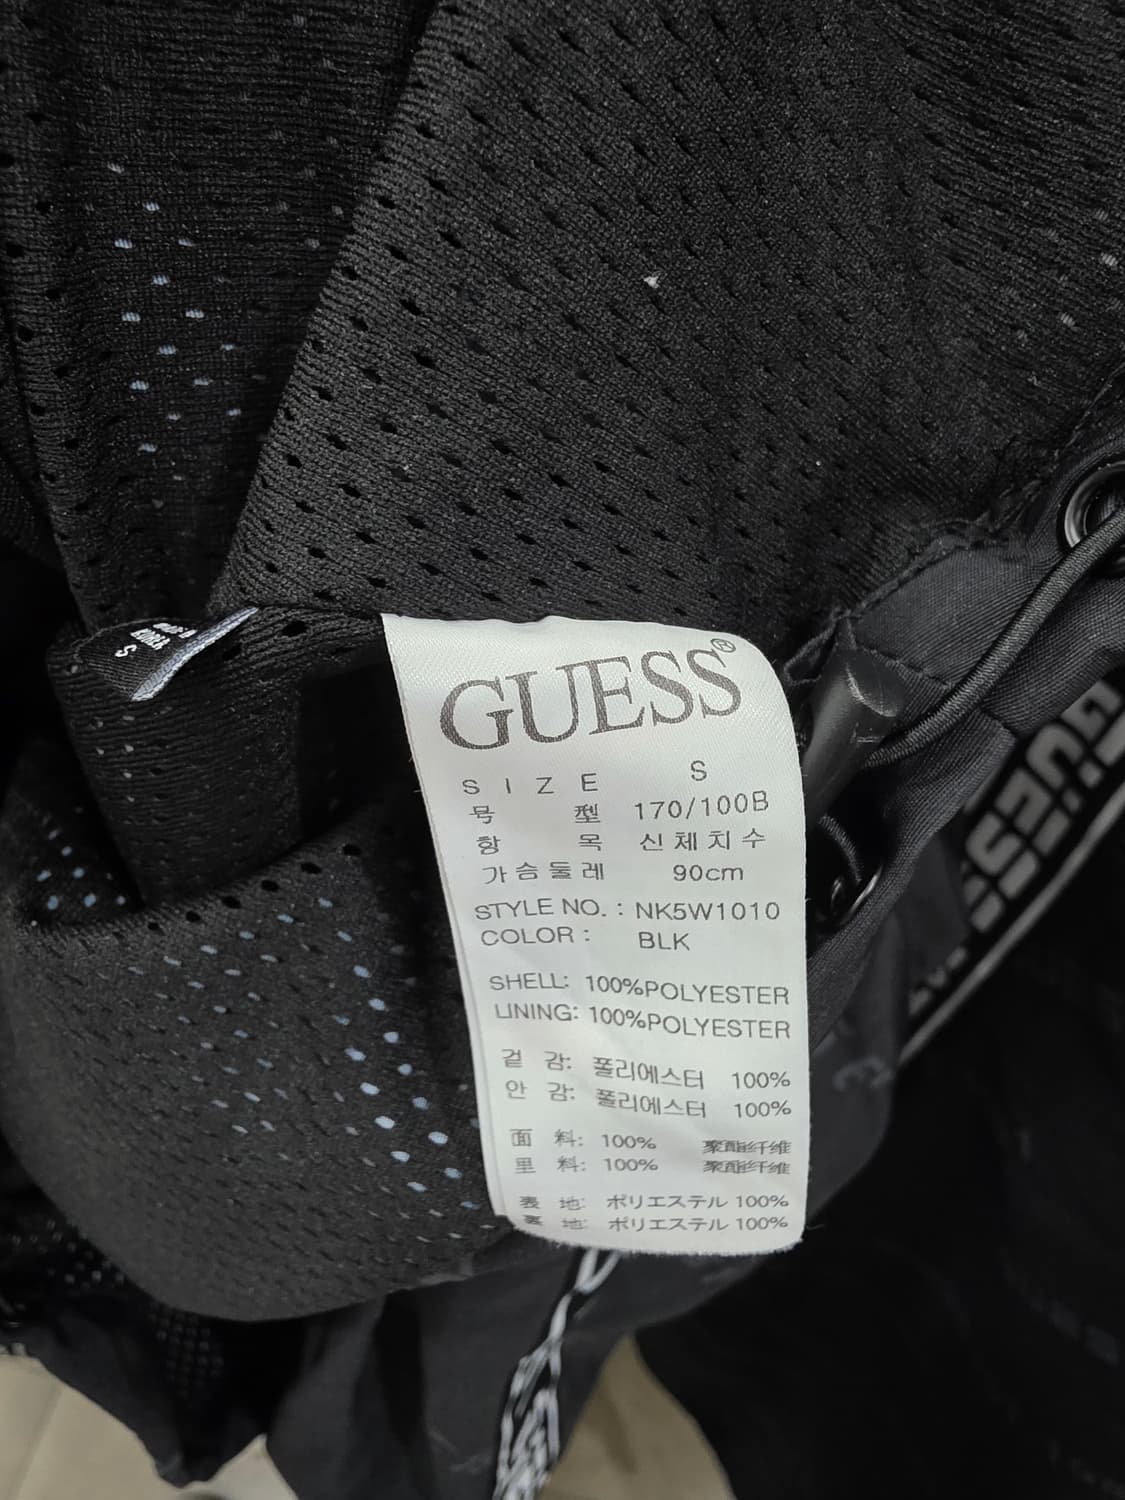 GUESS®
SIZE S
号型 170/100B
항목 신체치수
가슴둘레 90cm
STYLE NO. : NK5W1010
COLOR : BLK
SHELL: 100%POLYESTER
LINING: 100%POLYESTER
겉감: 폴리에스터 100%
안감: 폴리에스터 100%
面料: 100% 聚酯纤维
里料: 100% 聚酯纤维
表地: ポリエステル 100%
裏地: ポリエステル 100%
S
GUESS